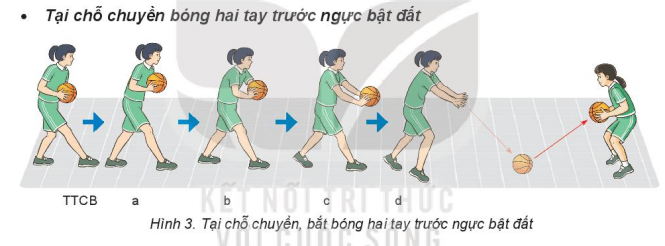 • Tại chỗ chuyền bóng hai tay trước ngực bật đất
TTCB a b c d
KẾT NỐI TRI THỨC
VỚI CUỘC SỐNG
Hình 3. Tại chỗ chuyền, bắt bóng hai tay trước ngực bật đất